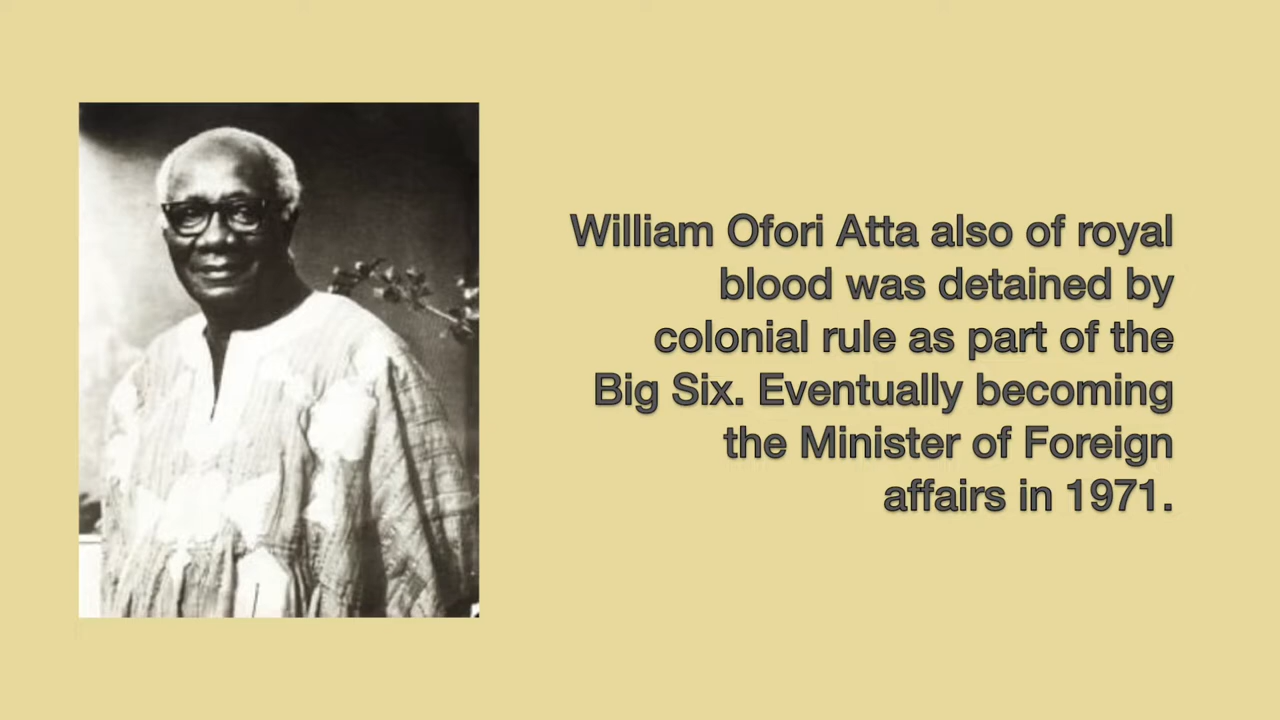 William Ofori Atta also of royal
blood was detained by
colonial rule as part of the
Big Six. Eventually becoming
the Minister of Foreign
affairs in 1971.